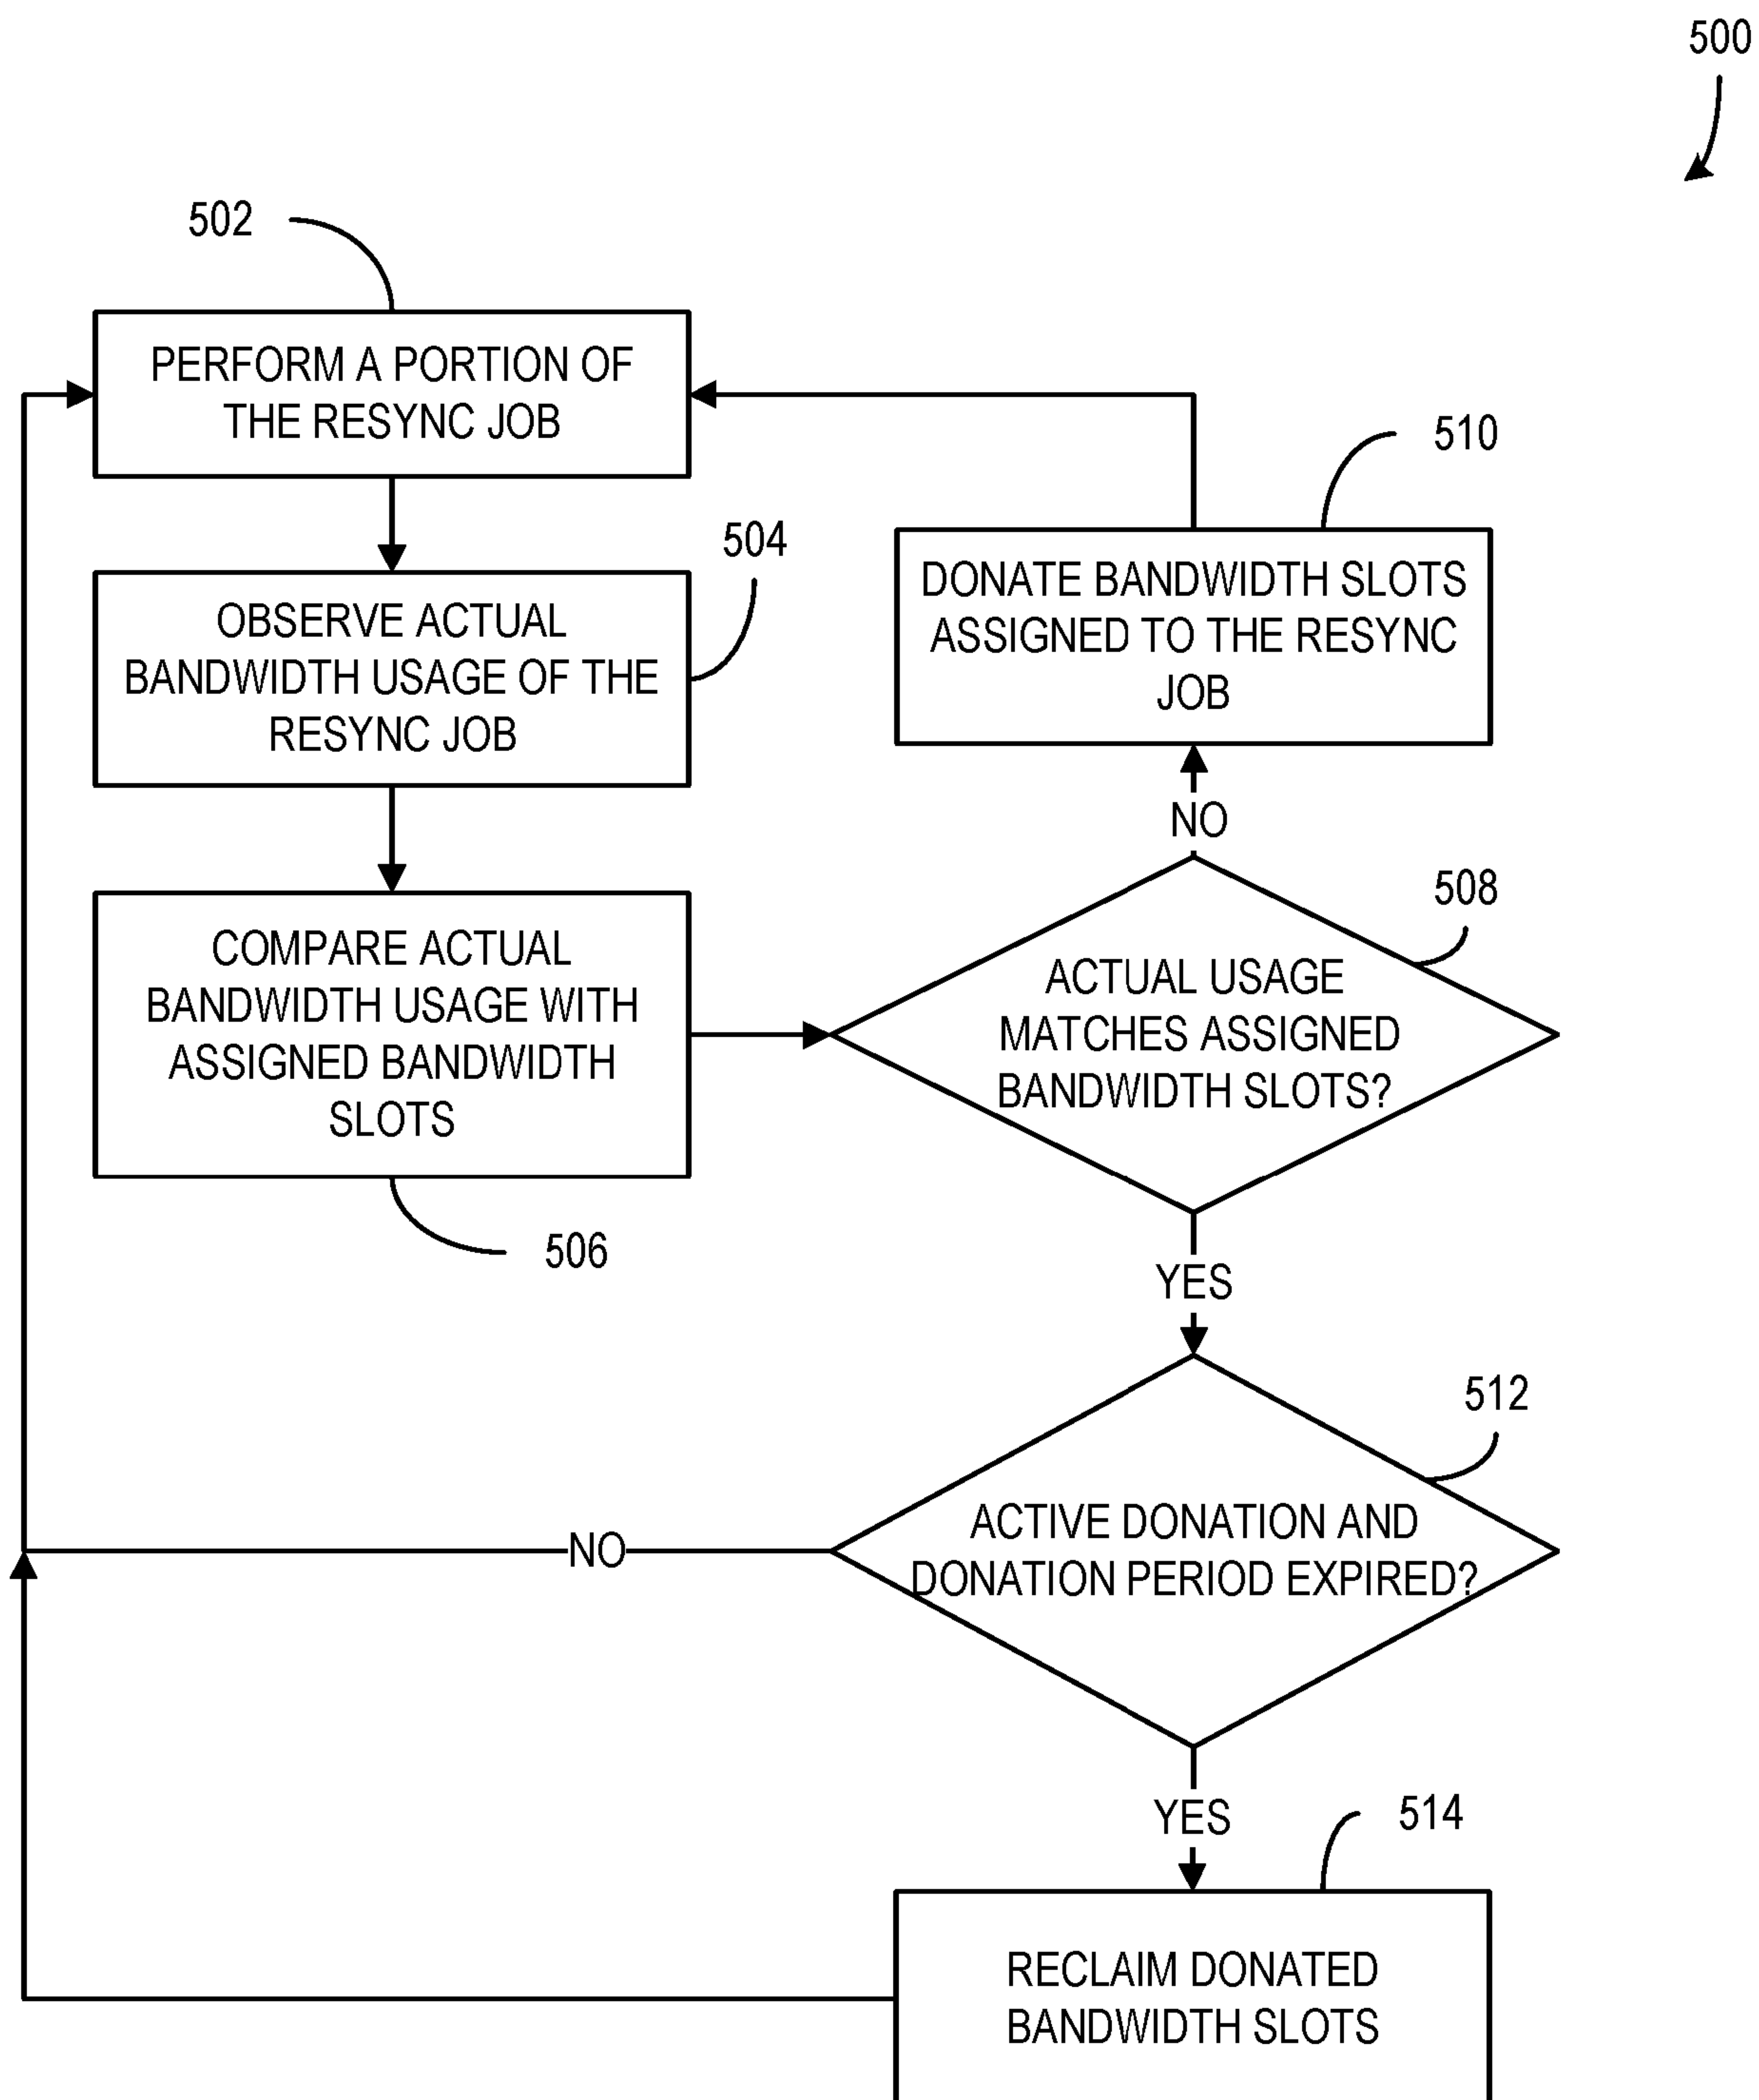 500
502
PERFORM A PORTION OF
THE RESYNC JOB
504
OBSERVE ACTUAL
BANDWIDTH USAGE OF THE
RESYNC JOB
COMPARE ACTUAL
BANDWIDTH USAGE WITH
ASSIGNED BANDWIDTH
SLOTS
506
510
DONATE BANDWIDTH SLOTS
ASSIGNED TO THE RESYNC
JOB
NO
508
ACTUAL USAGE
MATCHES ASSIGNED
BANDWIDTH SLOTS?
YES
512
ACTIVE DONATION AND
DONATION PERIOD EXPIRED?
NO
YES
514
RECLAIM DONATED
BANDWIDTH SLOTS